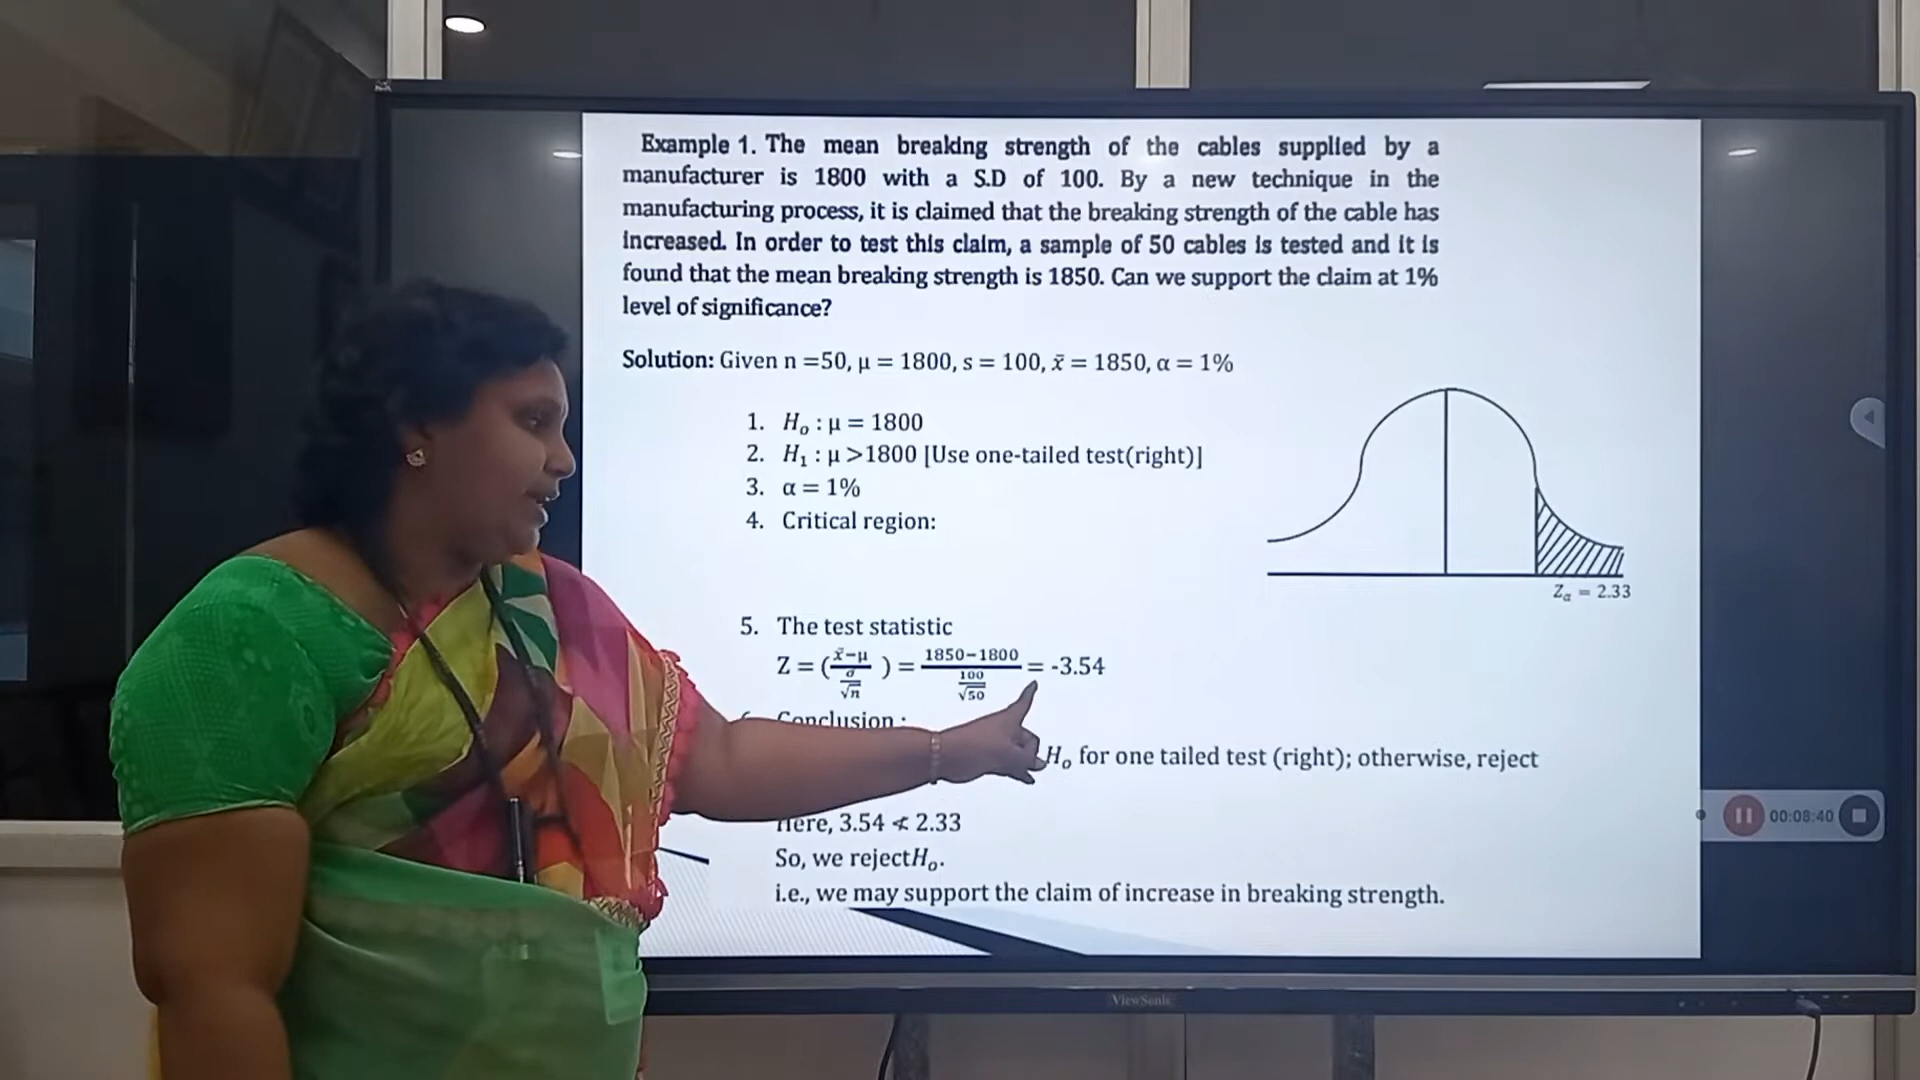 Example 1. The mean breaking strength of the cables supplied by a
manufacturer is 1800 with a S.D of 100. By a new technique in the
manufacturing process, it is claimed that the breaking strength of the cable has
increased. In order to test this claim, a sample of 50 cables is tested and it is
found that the mean breaking strength is 1850. Can we support the claim at 1%
level of significance?
Solution: Given n =50, μ = 1800, s = 100, x̄ = 1850, α = 1%
1. Hₒ : μ = 1800
2. H₁ : μ >1800 [Use one-tailed test(right)]
3. α = 1%
4. Critical region:
Zα = 2.33
5. The test statistic
Z = (x̄−μ / σ/√n ) = 1850−1800 / 100/√50 = -3.54
Conclusion :
Hₒ for one tailed test (right); otherwise, reject
Here, 3.54 ≮ 2.33
So, we rejectHₒ.
i.e., we may support the claim of increase in breaking strength.
00:08:40
ViewSonic